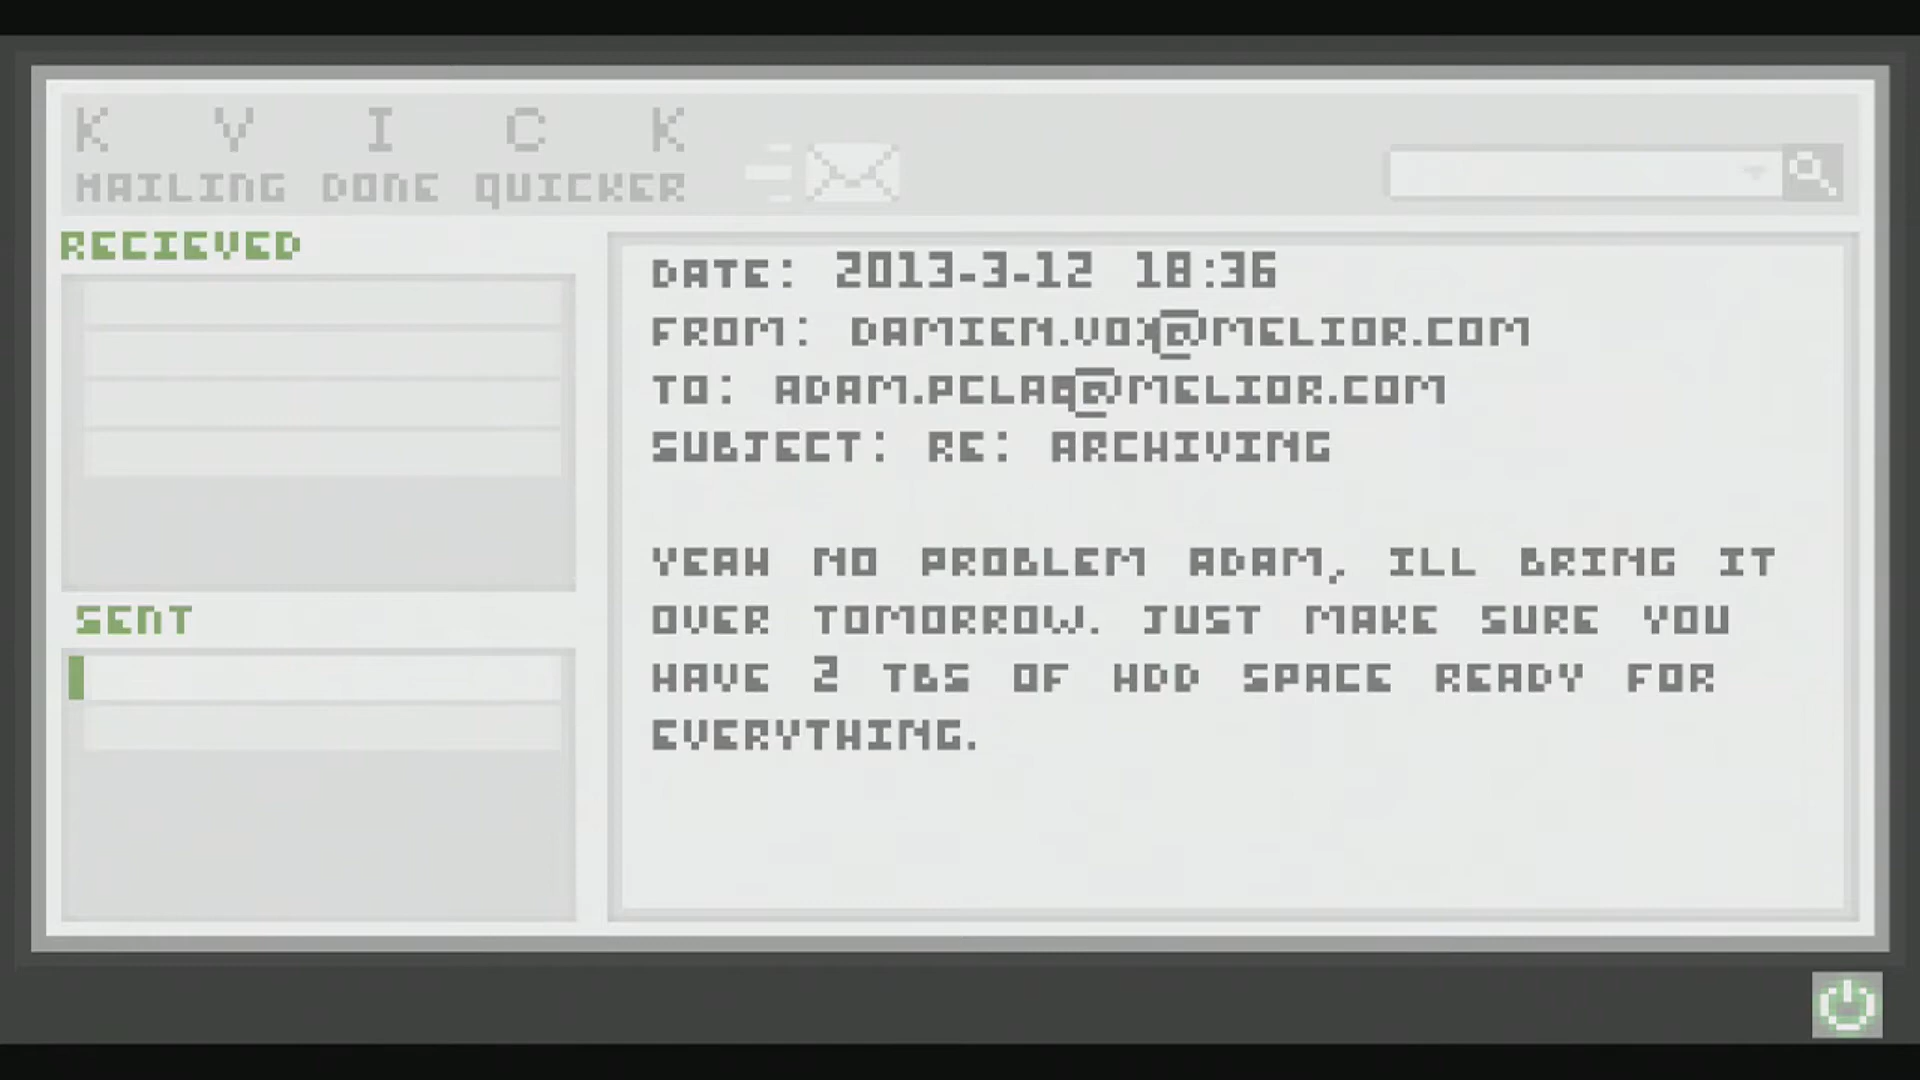 K V I C K
MAILING DONE QUICKER
RECIEVED
SENT
DATE: 2013-3-12 18:36
FROM: DAMIEN.VOX@MELIOR.COM
TO: ADAM.PCLAB@MELIOR.COM
SUBJECT: RE: ARCHIVING
YEAH NO PROBLEM ADAM, ILL BRING IT
OVER TOMORROW. JUST MAKE SURE YOU
HAVE 2 TBS OF HDD SPACE READY FOR
EVERYTHING.